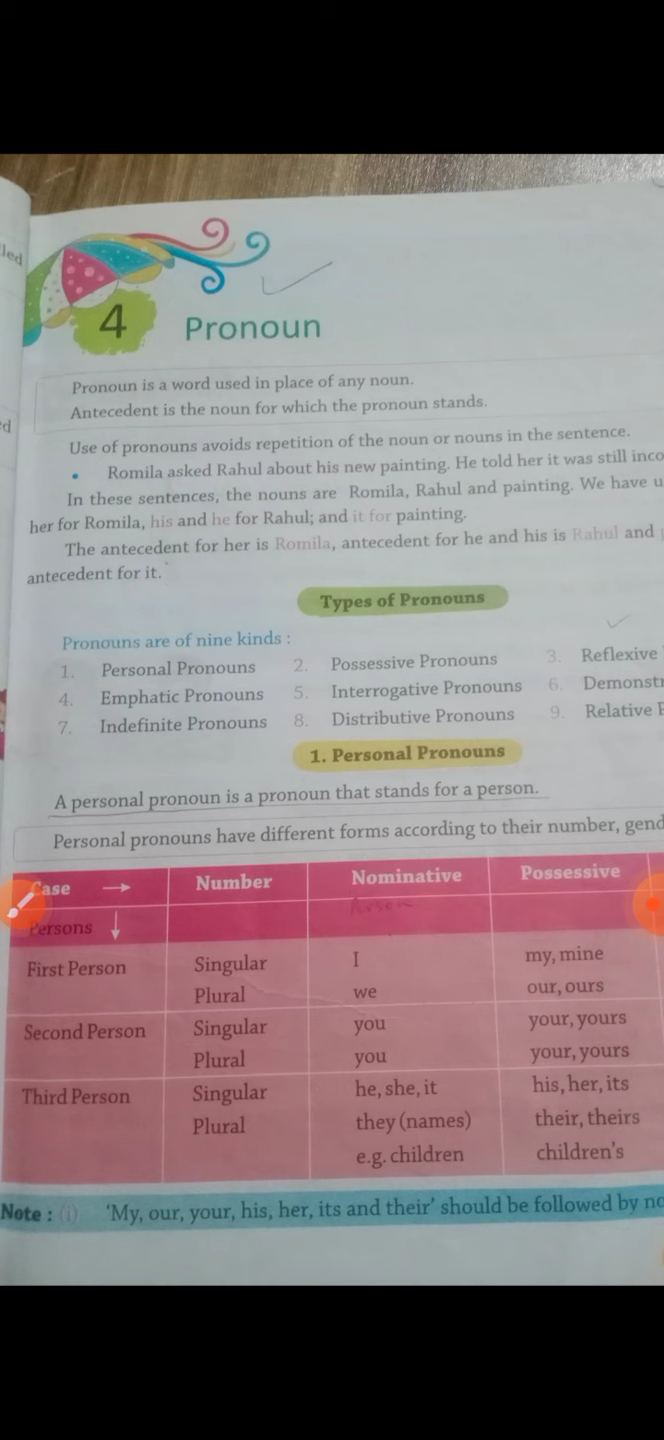 led
4 Pronoun
Pronoun is a word used in place of any noun.
Antecedent is the noun for which the pronoun stands.
Use of pronouns avoids repetition of the noun or nouns in the sentence.
• Romila asked Rahul about his new painting. He told her it was still inco
In these sentences, the nouns are Romila, Rahul and painting. We have u
her for Romila, his and he for Rahul; and it for painting.
The antecedent for her is Romila, antecedent for he and his is Rahul and
antecedent for it.
Types of Pronouns
Pronouns are of nine kinds :
1. Personal Pronouns 2. Possessive Pronouns 3. Reflexive
4. Emphatic Pronouns 5. Interrogative Pronouns 6. Demonstr
7. Indefinite Pronouns 8. Distributive Pronouns 9. Relative P
1. Personal Pronouns
A personal pronoun is a pronoun that stands for a person.
Personal pronouns have different forms according to their number, gend
Case → Number Nominative Possessive
Persons ↓
First Person Singular I my, mine
Plural we our, ours
Second Person Singular you your, yours
Plural you your, yours
Third Person Singular he, she, it his, her, its
Plural they (names) their, theirs
e.g. children children's
Note : (i) 'My, our, your, his, her, its and their' should be followed by no